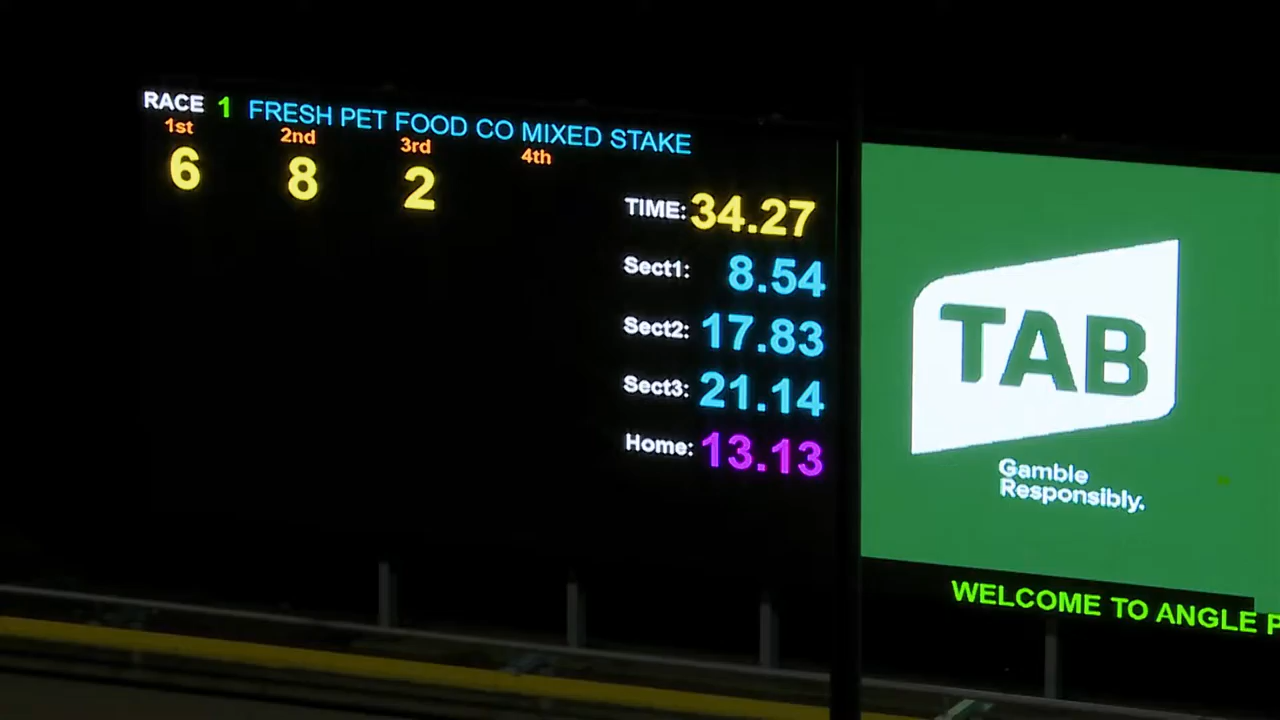 RACE 1 FRESH PET FOOD CO MIXED STAKE
1st 2nd 3rd 4th
6 8 2
TIME: 34.27
Sect1: 8.54
Sect2: 17.83
Sect3: 21.14
Home: 13.13
TAB
Gamble
Responsibly.
WELCOME TO ANGLE P